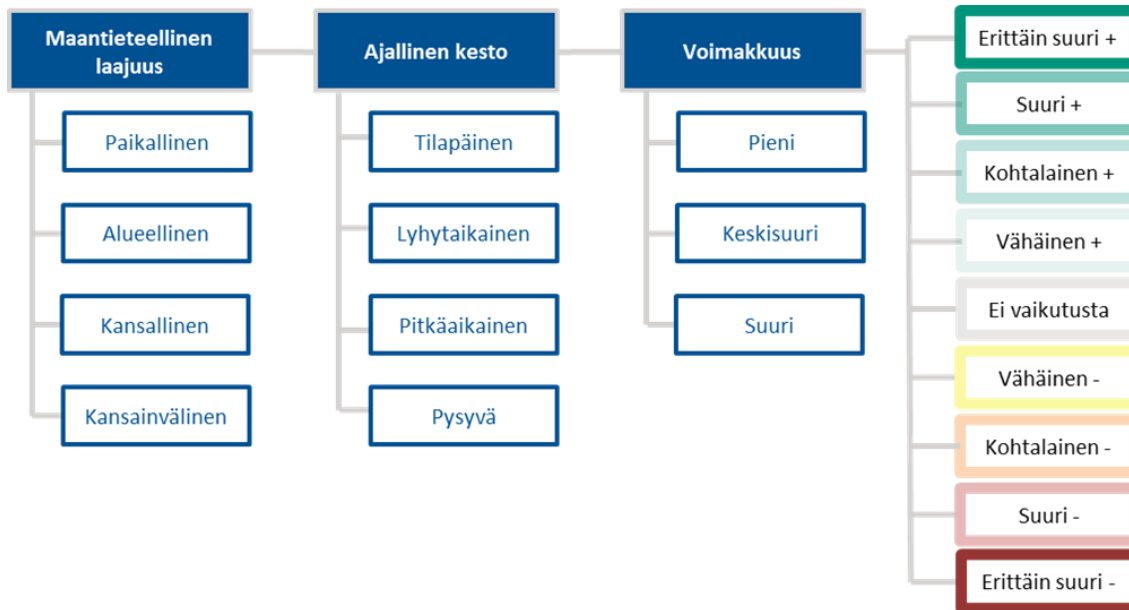 Maantieteellinen
laajuus
Paikallinen
Alueellinen
Kansallinen
Kansainvälinen
Ajallinen kesto
Tilapäinen
Lyhytaikainen
Pitkäaikainen
Pysyvä
Voimakkuus
Pieni
Keskisuuri
Suuri
Erittäin suuri +
Suuri +
Kohtalainen +
Vähäinen +
Ei vaikutusta
Vähäinen -
Kohtalainen -
Suuri -
Erittäin suuri -